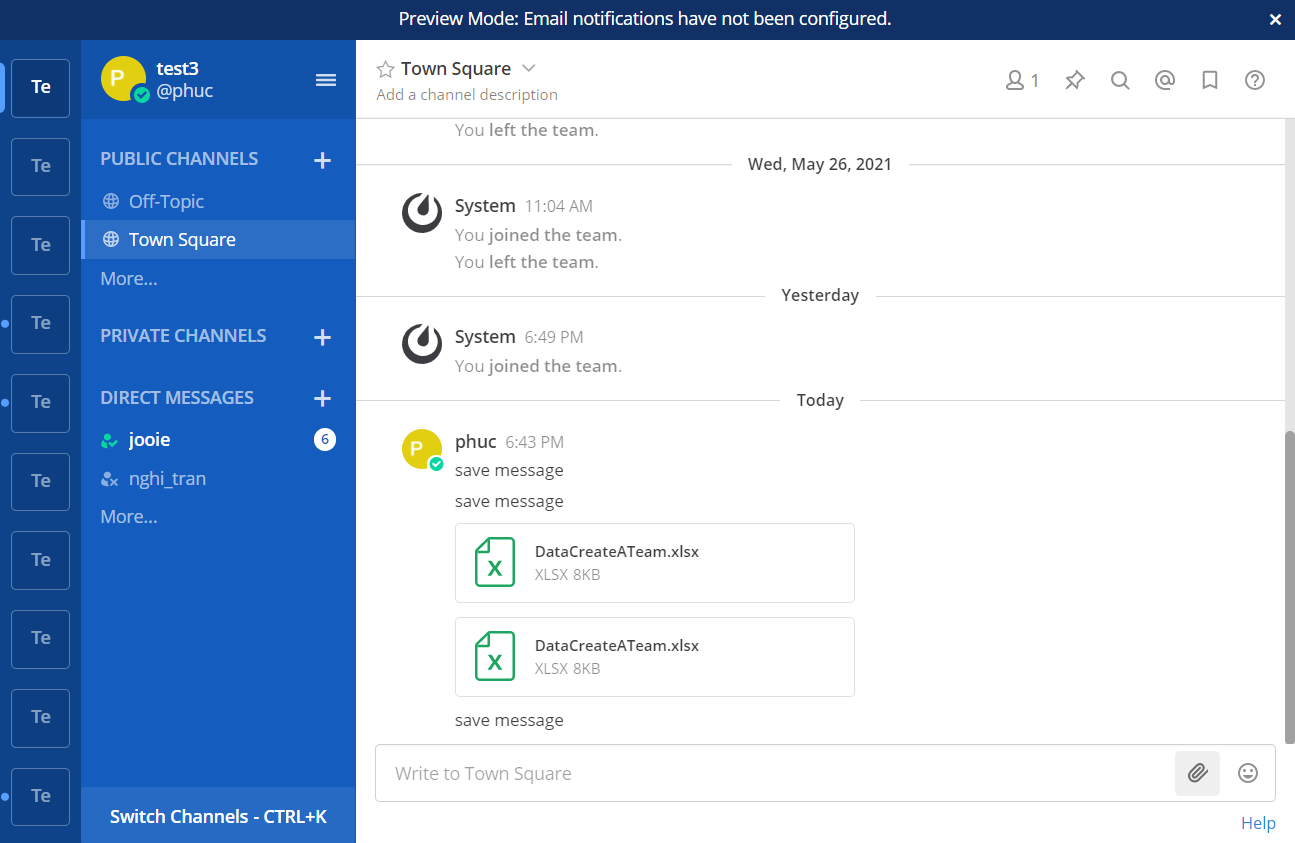 Preview Mode: Email notifications have not been configured.
Te
Te
Te
Te
Te
Te
Te
Te
Te
Te
P
test3
@phuc
PUBLIC CHANNELS
Off-Topic
Town Square
More...
PRIVATE CHANNELS
DIRECT MESSAGES
jooie 6
nghi_tran
More...
Switch Channels - CTRL+K
Town Square
Add a channel description
1
You left the team.
Wed, May 26, 2021
System 11:04 AM
You joined the team.
You left the team.
Yesterday
System 6:49 PM
You joined the team.
Today
P
phuc 6:43 PM
save message
save message
X
DataCreateATeam.xlsx
XLSX 8KB
X
DataCreateATeam.xlsx
XLSX 8KB
save message
Write to Town Square
Help